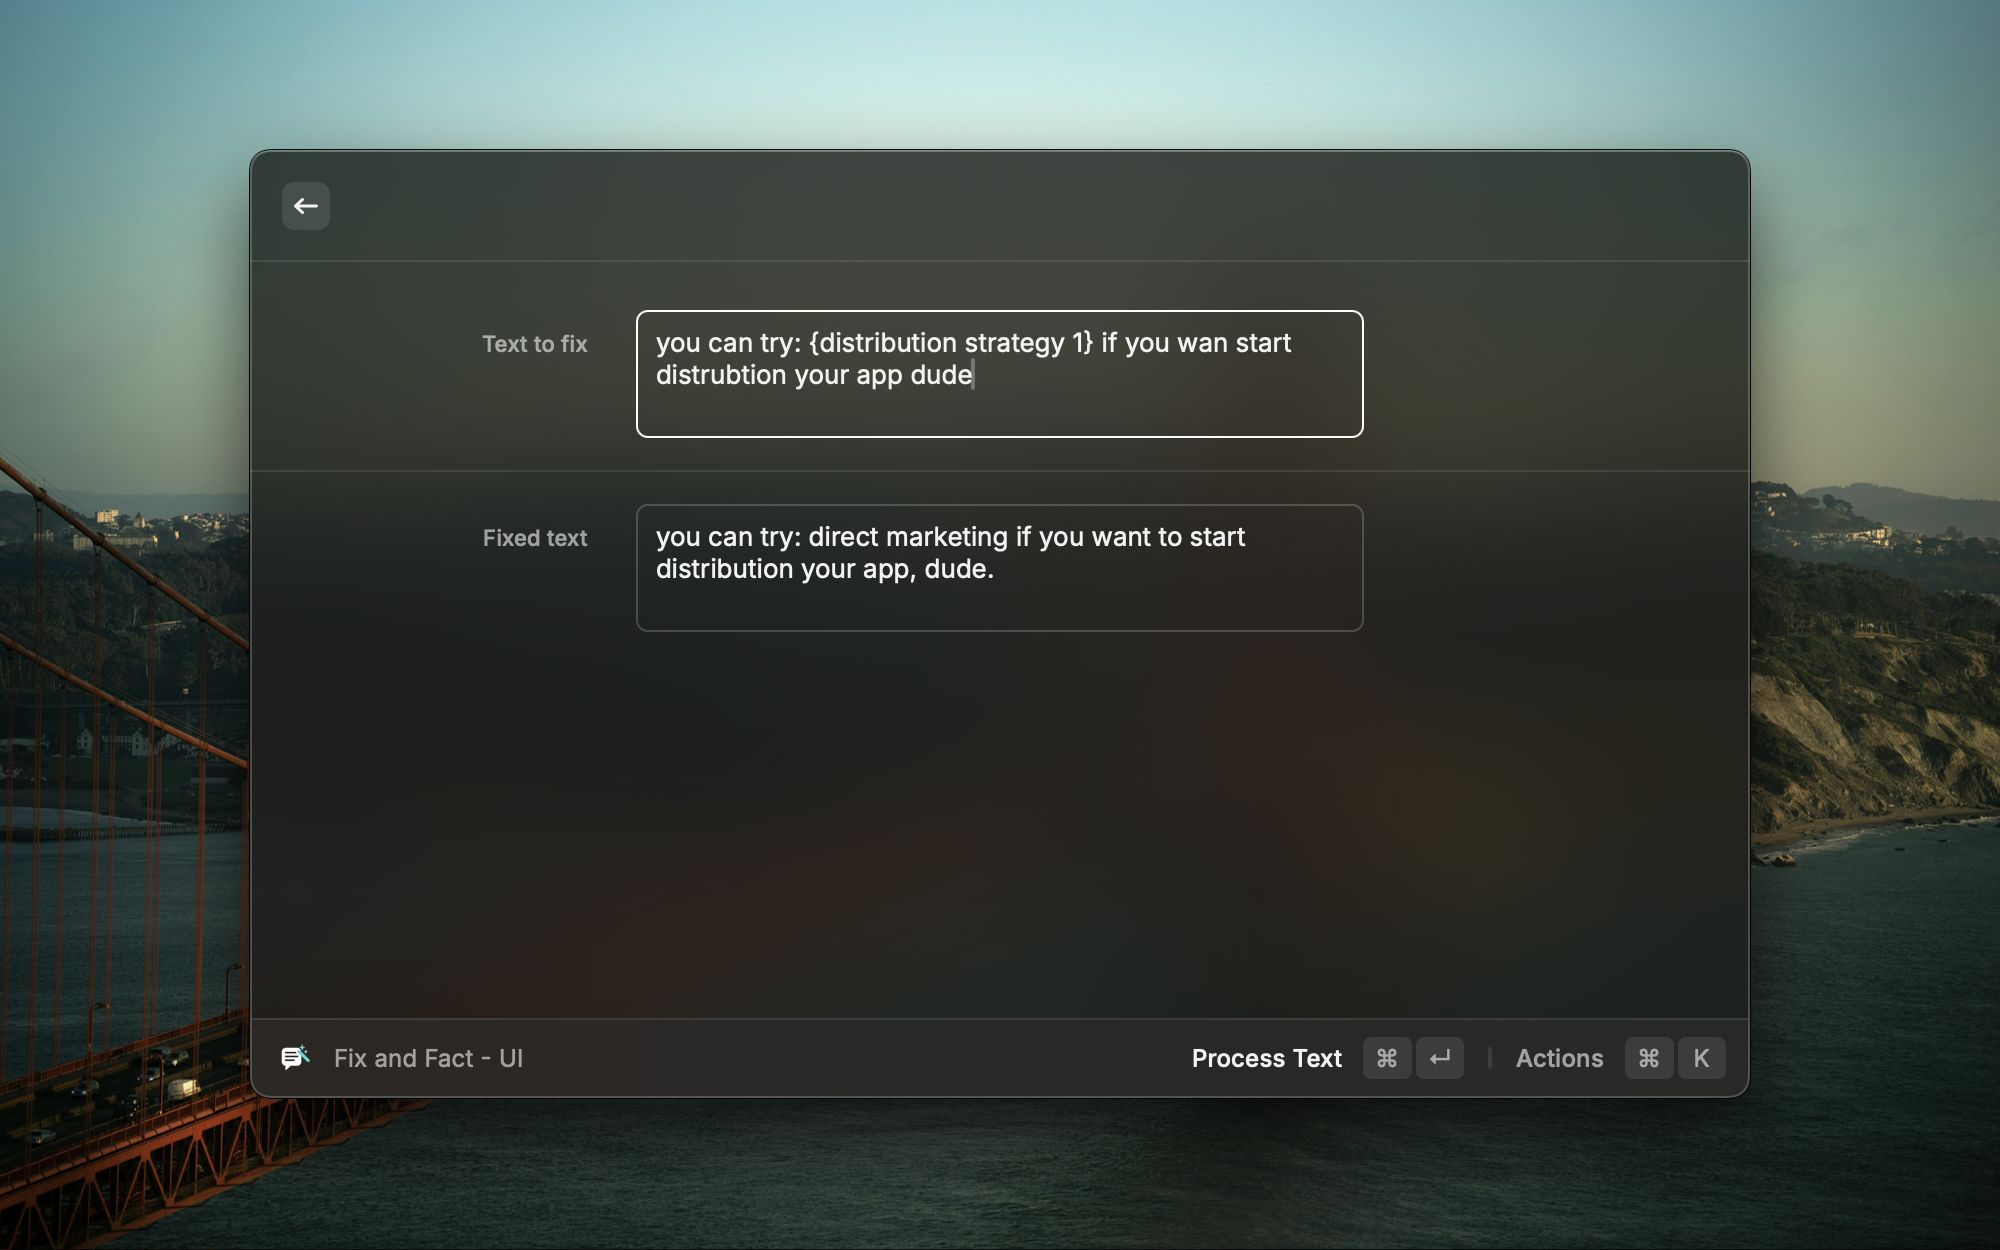 Text to fix
you can try: {distribution strategy 1} if you wan start
distrubtion your app dude
Fixed text
you can try: direct marketing if you want to start
distribution your app, dude.
Fix and Fact - UI
Process Text ⌘ ↵ Actions ⌘ K